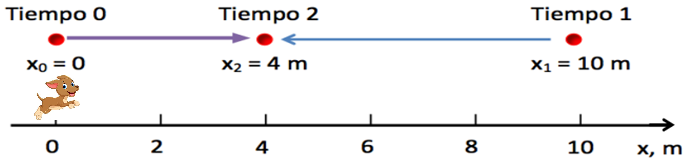 Tiempo 0 Tiempo 2 Tiempo 1
x₀ = 0 x₂ = 4 m x₁ = 10 m
0 2 4 6 8 10 x, m